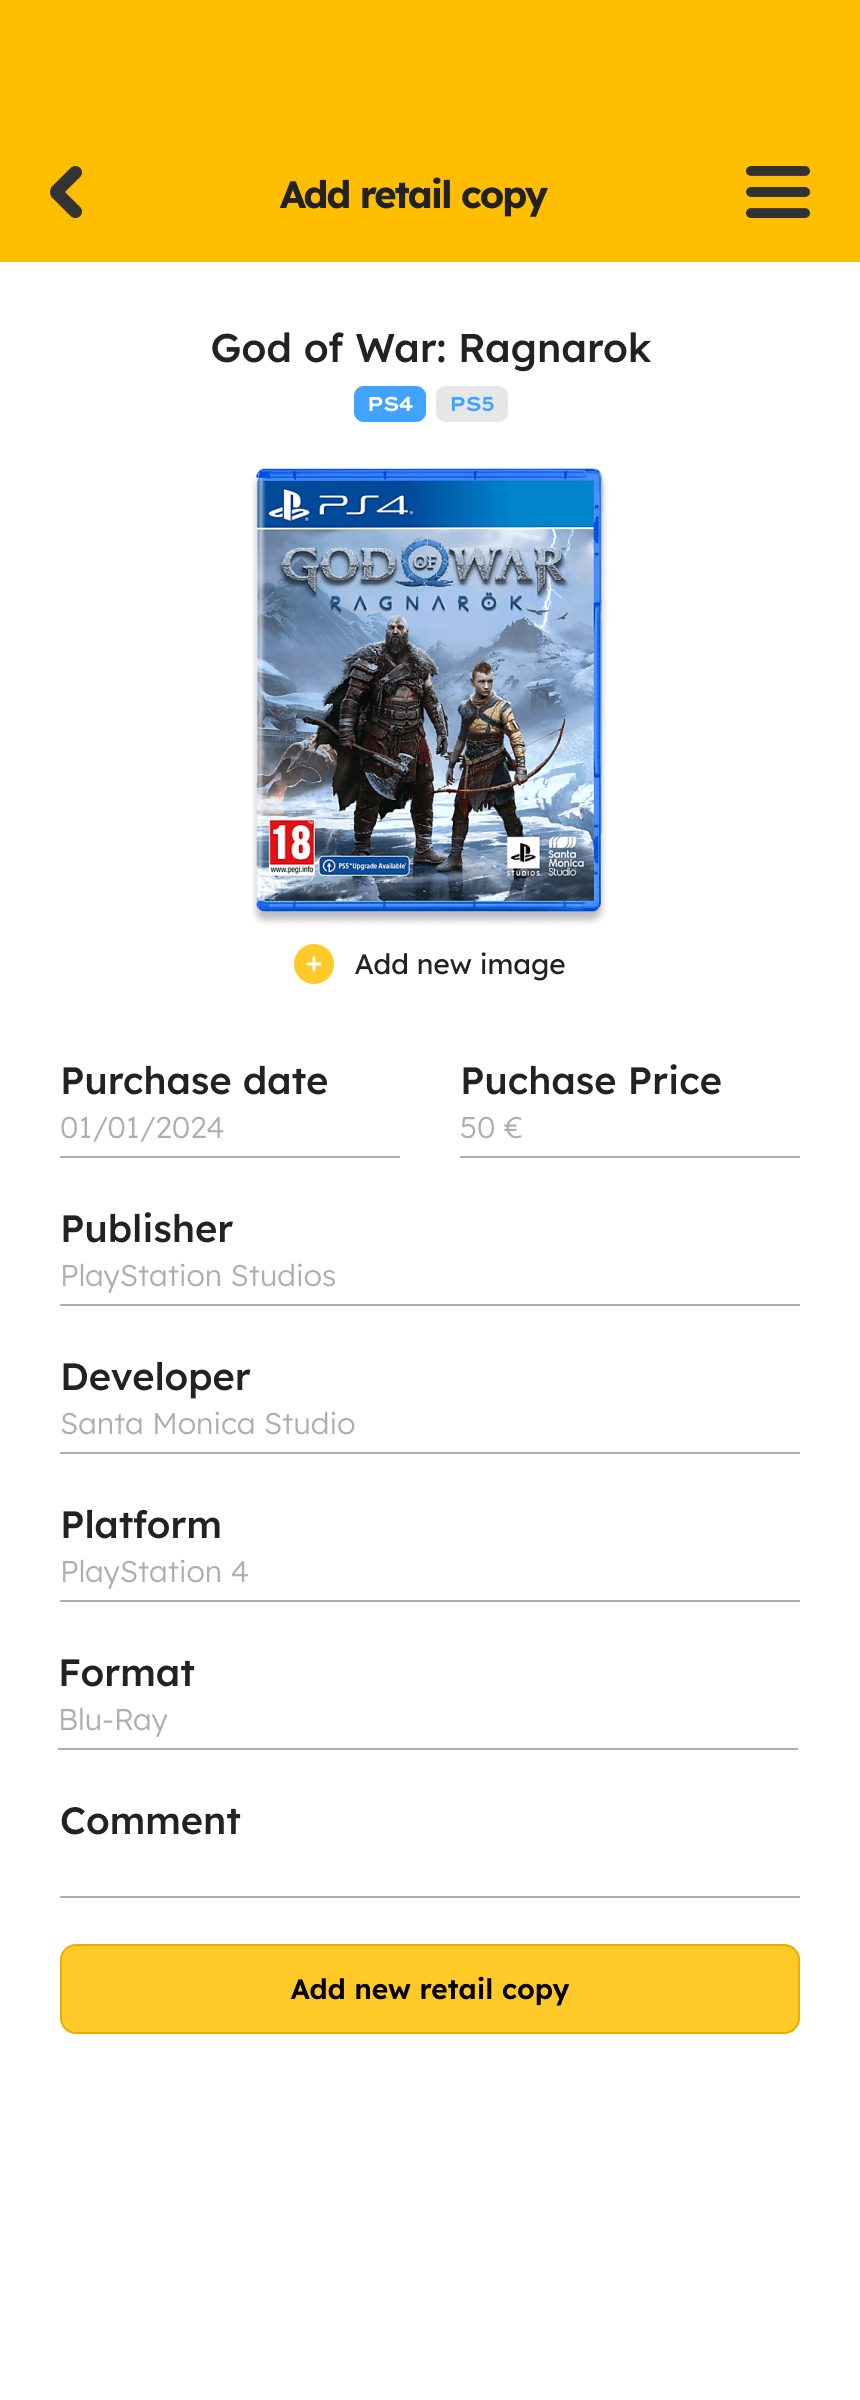 Add retail copy
God of War: Ragnarok
PS4 PS5
PS4
GOD OF WAR
RAGNARÖK
18
www.pegi.info
PS5™ Upgrade Available
STUDIOS.
Santa
Monica
Studio
Add new image
Purchase date Puchase Price
01/01/2024 50 €
Publisher
PlayStation Studios
Developer
Santa Monica Studio
Platform
PlayStation 4
Format
Blu-Ray
Comment
Add new retail copy